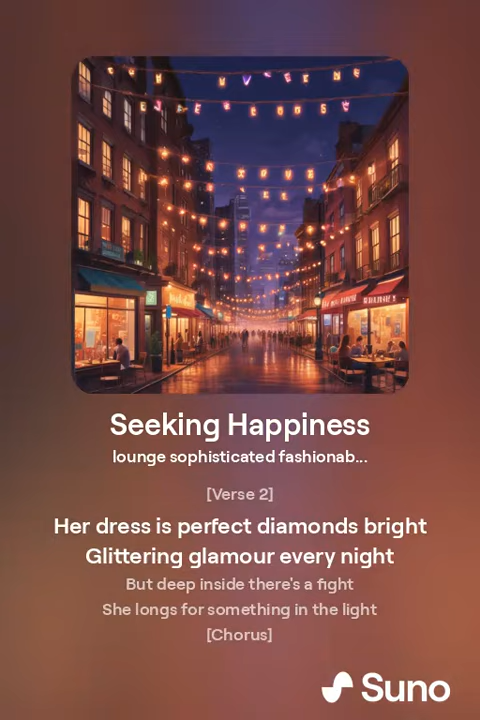 Seeking Happiness
lounge sophisticated fashionab...
[Verse 2]
Her dress is perfect diamonds bright
Glittering glamour every night
But deep inside there's a fight
She longs for something in the light
[Chorus]
Suno